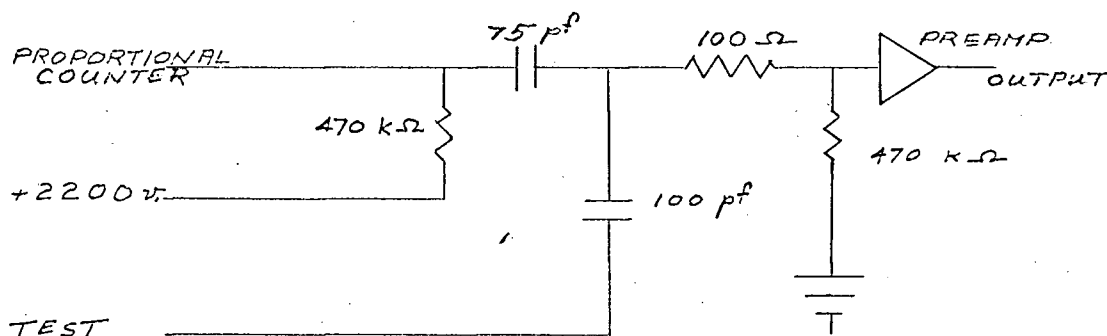 75 pf
100 Ω
PREAMP.
PROPORTIONAL
COUNTER
OUTPUT
470 kΩ
470 kΩ
+2200 v.
100 pf
TEST